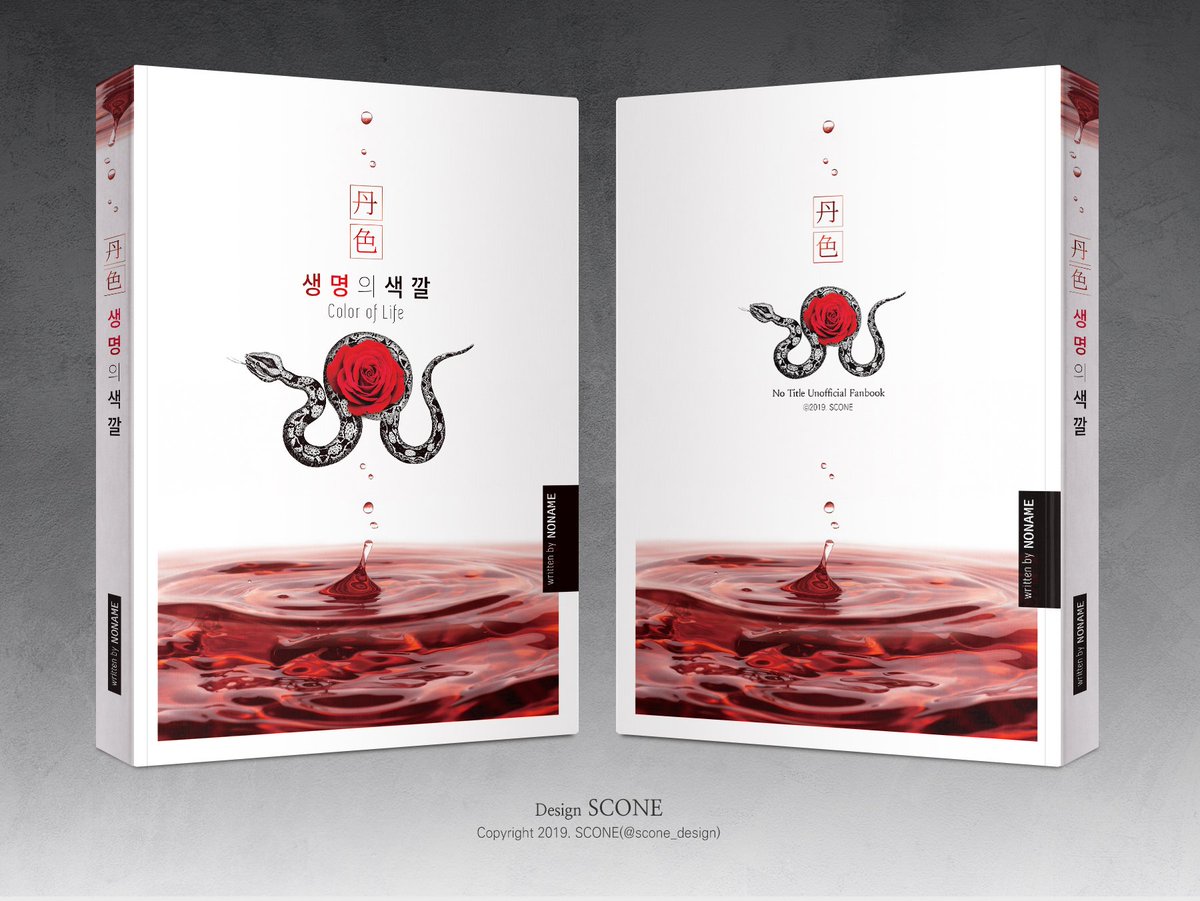 丹
色
생명의 색깔
Color of Life
written by NONAME
丹色 생명의 색깔
written by NONAME
丹
色
No Title Unofficial Fanbook
©2019. SCONE
written by NONAME
丹色 생명의 색깔
written by NONAME
Design SCONE
Copyright 2019. SCONE(@scone_design)